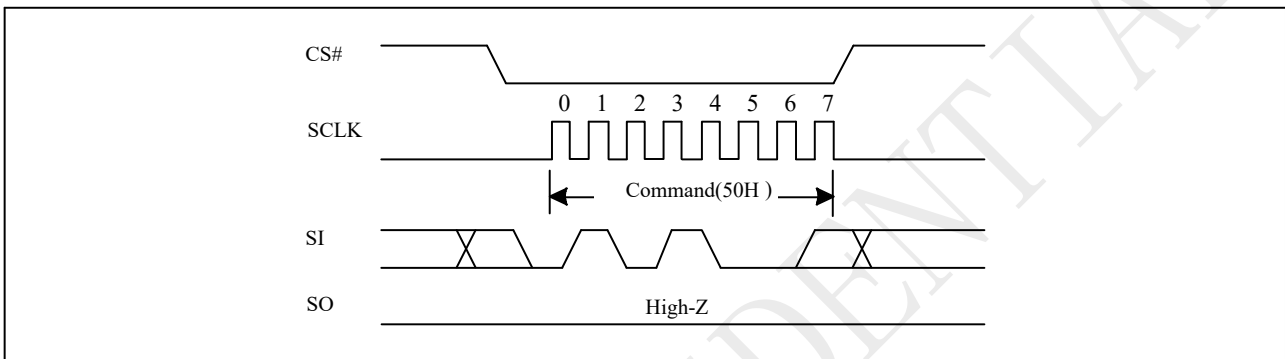 CS#
0 1 2 3 4 5 6 7
SCLK
Command(50H )
SI
SO
High-Z